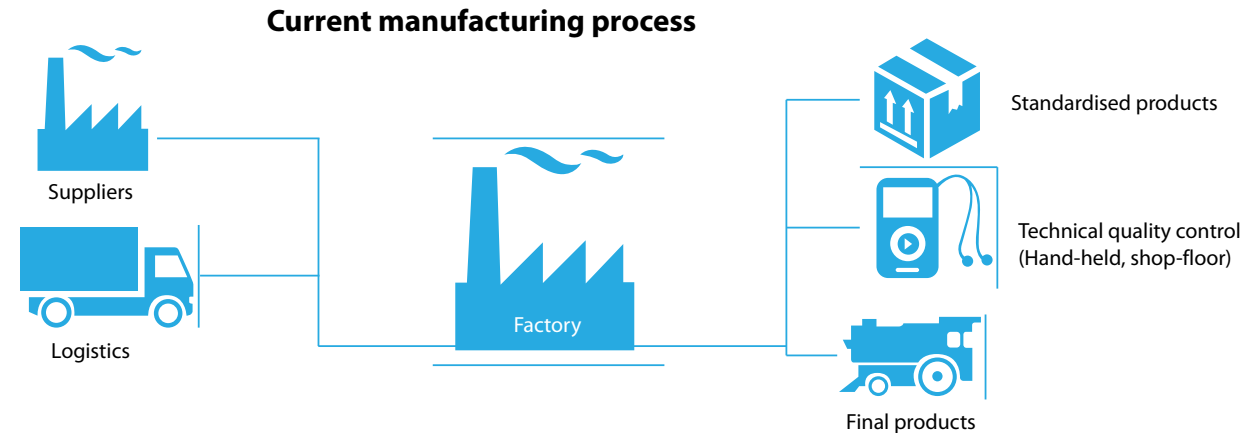 Current manufacturing process
Suppliers
Logistics
Factory
Standardised products
Technical quality control
(Hand-held, shop-floor)
Final products